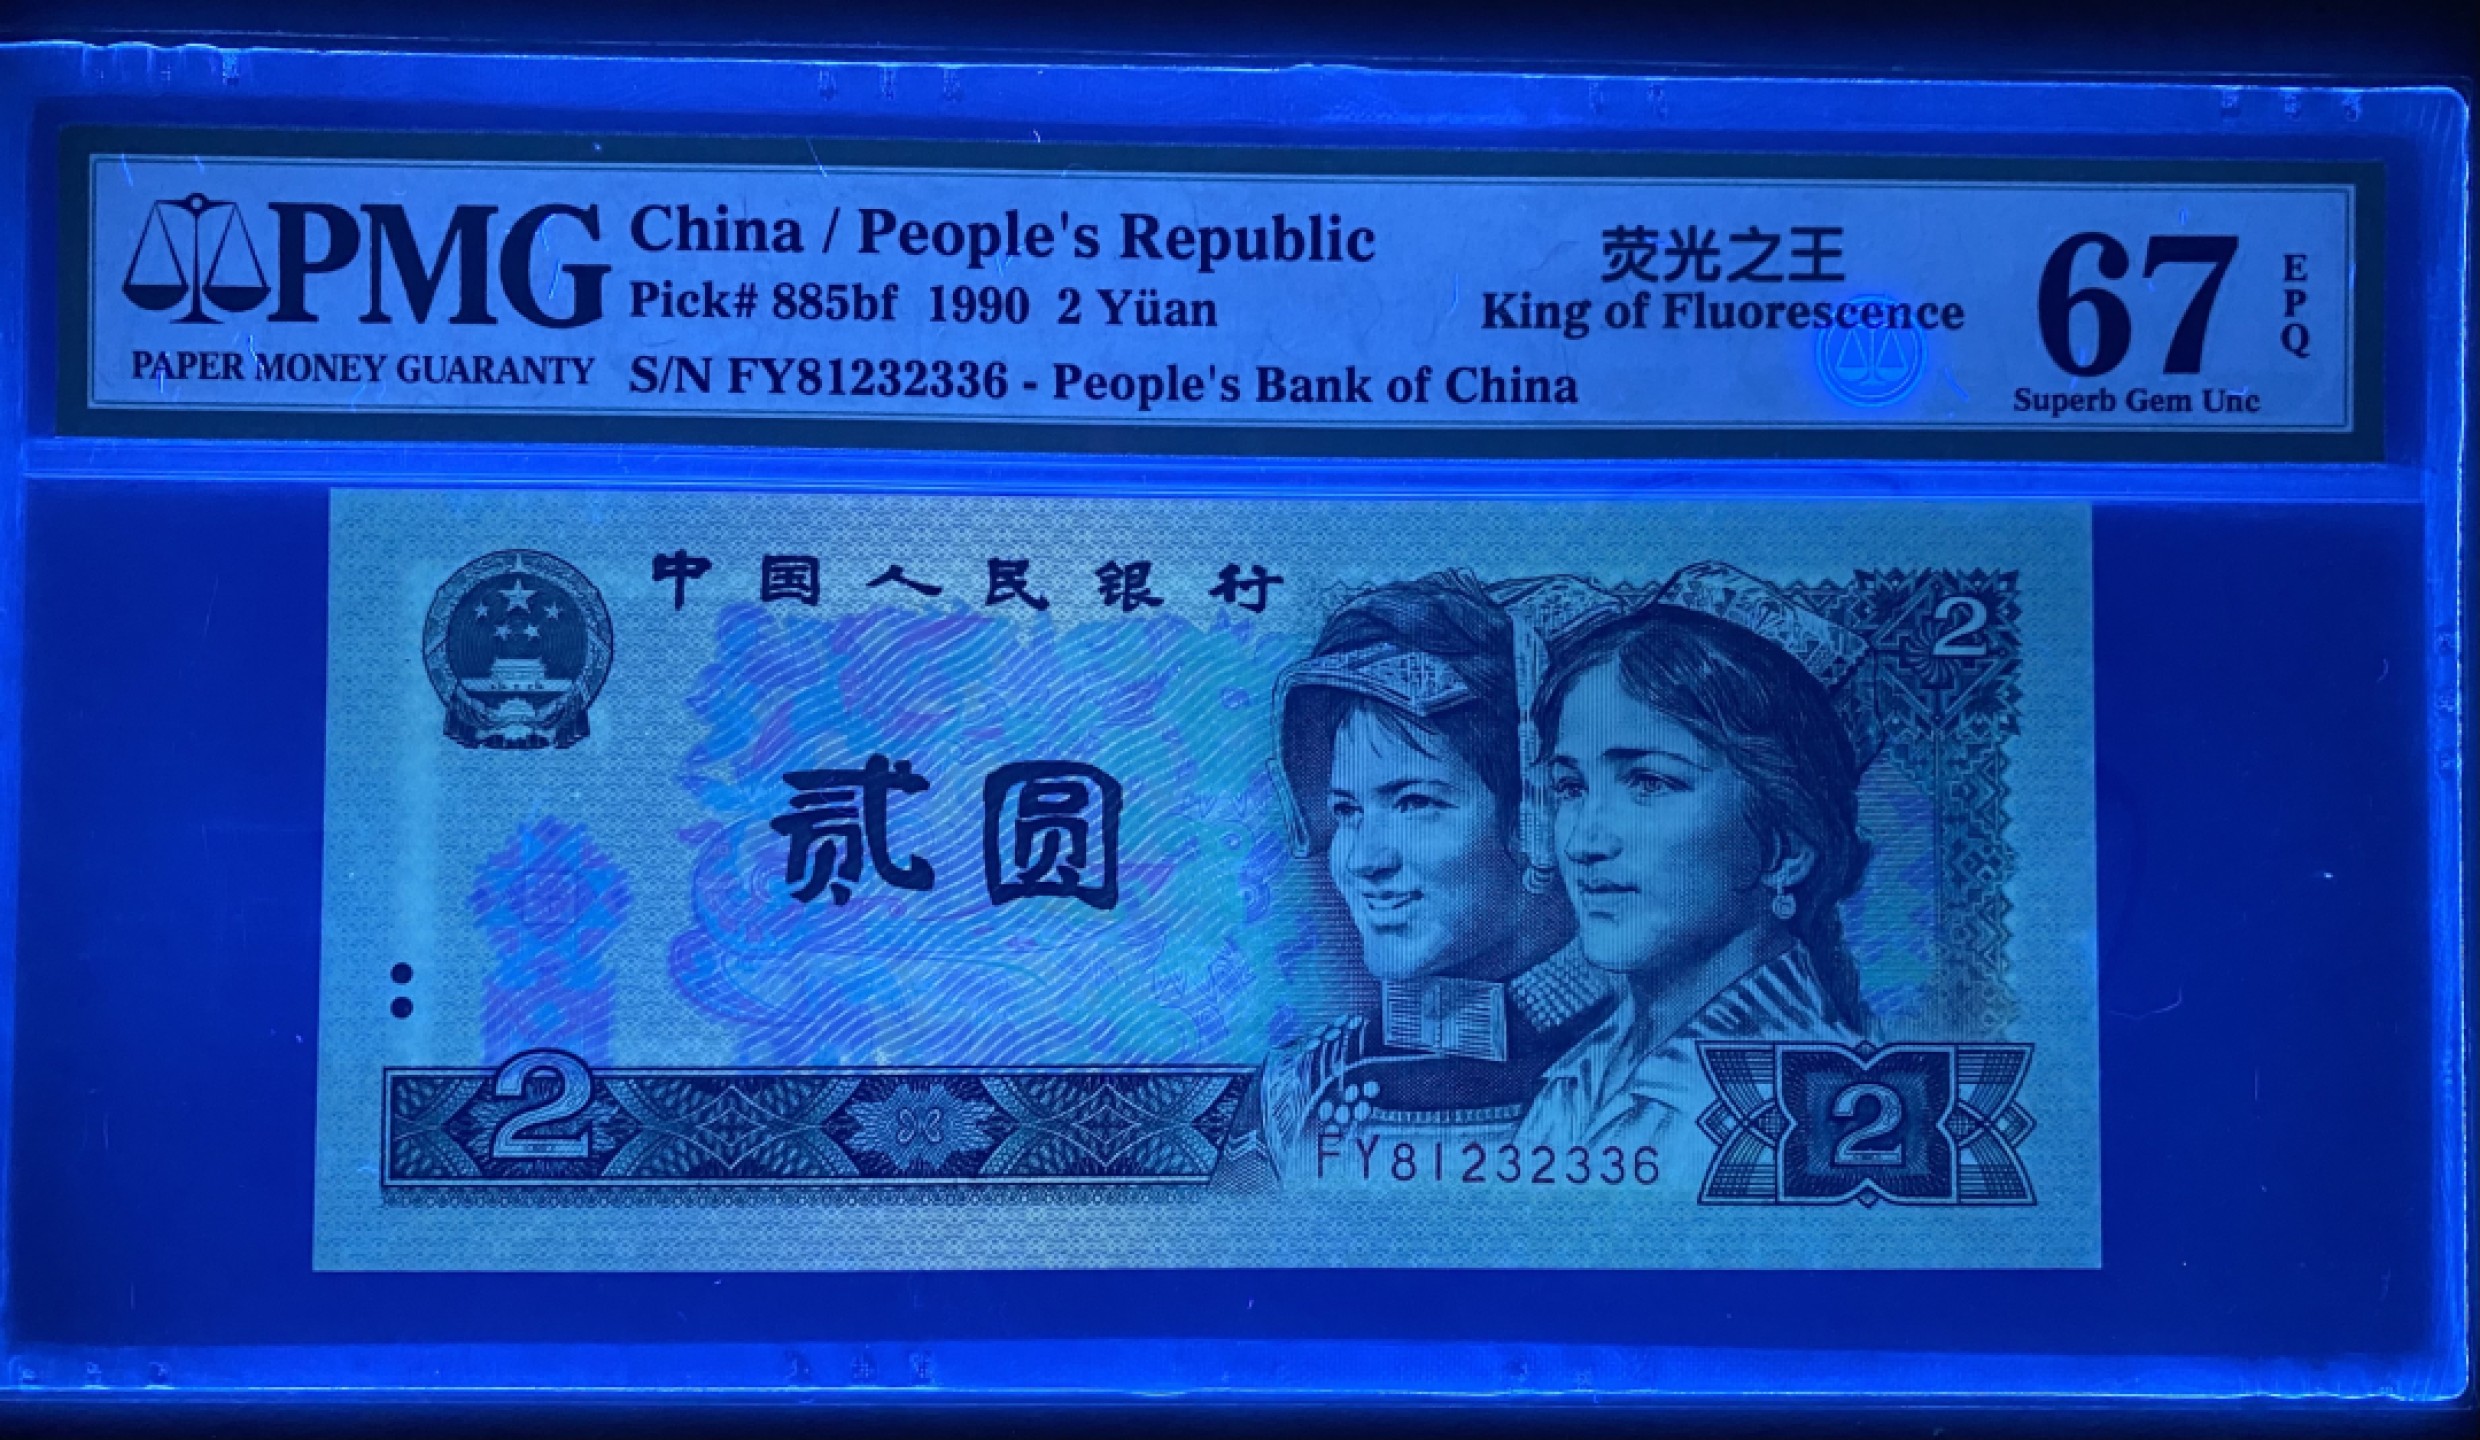 PMG
PAPER MONEY GUARANTY
China / People's Republic
Pick# 885bf 1990 2 Yüan
S/N FY81232336 - People's Bank of China
荧光之王
King of Fluorescence
67
EPQ
Superb Gem Unc
中国人民银行
2
贰圆
2
FY81232336
2